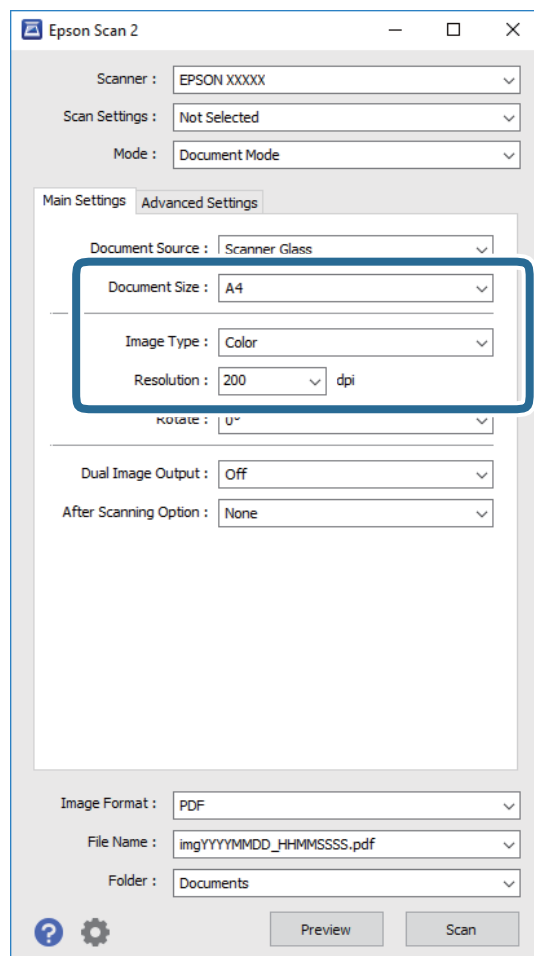 Epson Scan 2
Scanner : EPSON XXXXX
Scan Settings : Not Selected
Mode : Document Mode
Main Settings Advanced Settings
Document Source : Scanner Glass
Document Size : A4
Image Type : Color
Resolution : 200 dpi
Rotate : 0°
Dual Image Output : Off
After Scanning Option : None
Image Format : PDF
File Name : imgYYYYMMDD_HHMMSSSS.pdf
Folder : Documents
? Preview Scan